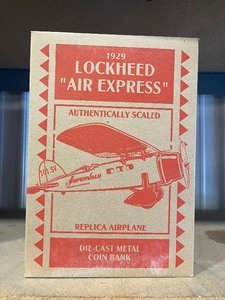 1929
LOCKHEED
"AIR EXPRESS"
AUTHENTICALLY SCALED
REPLICA AIRPLANE
DIE-CAST METAL
COIN BANK